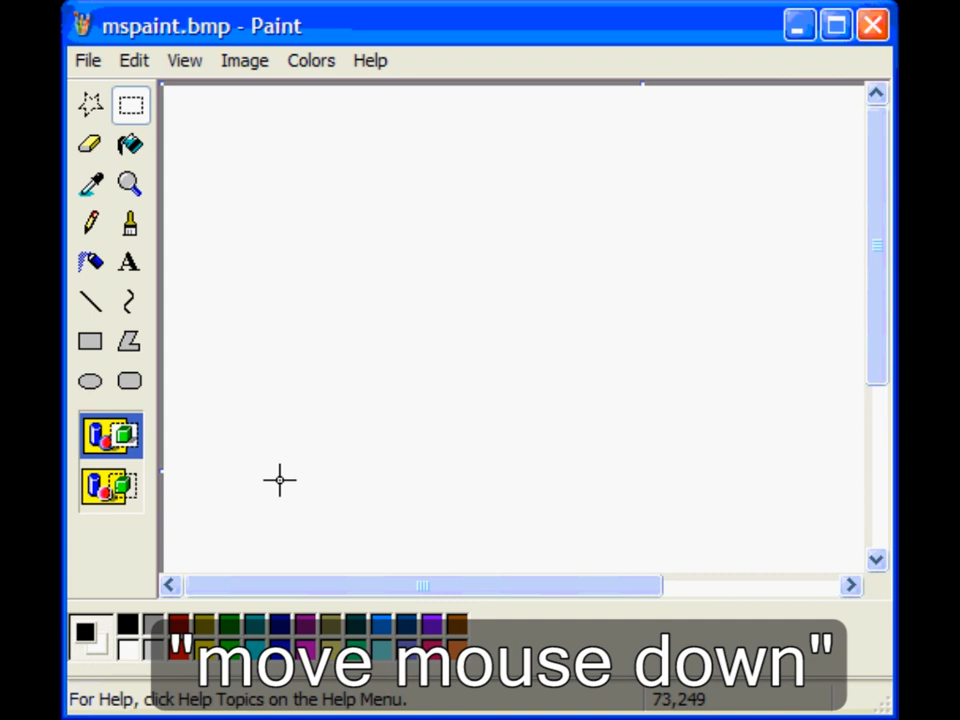 mspaint.bmp - Paint
File Edit View Image Colors Help
A
"move mouse down"
For Help, click Help Topics on the Help Menu. 73,249